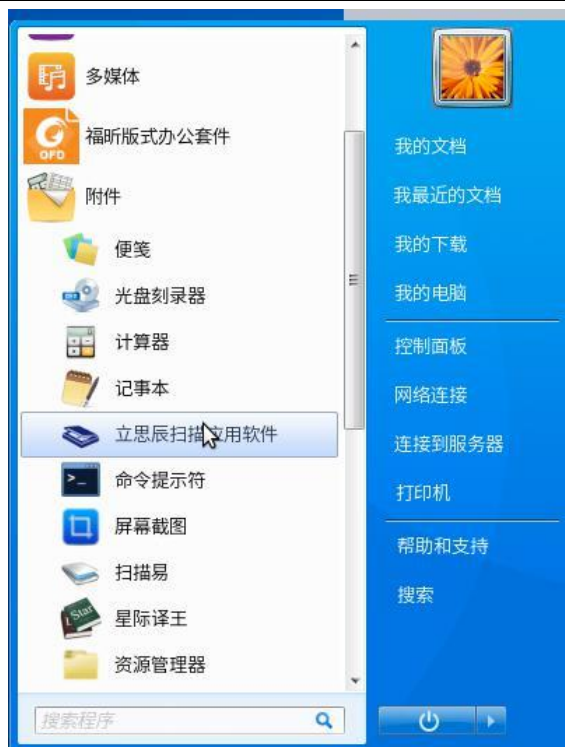 多媒体
OFD
福昕版式办公套件
附件
便笺
光盘刻录器
计算器
记事本
立思辰扫描应用软件
命令提示符
屏幕截图
扫描易
Star
星际译王
资源管理器
搜索程序
我的文档
我最近的文档
我的下载
我的电脑
控制面板
网络连接
连接到服务器
打印机
帮助和支持
搜索